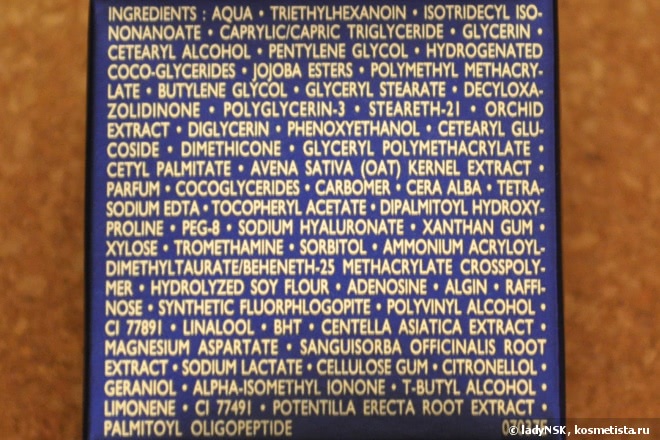 INGREDIENTS : AQUA • TRIETHYLHEXANOIN • ISOTRIDECYL ISO-
NONANOATE • CAPRYLIC/CAPRIC TRIGLYCERIDE • GLYCERIN •
CETEARYL ALCOHOL • PENTYLENE GLYCOL • HYDROGENATED
COCO-GLYCERIDES • JOJOBA ESTERS • POLYMETHYL METHACRY-
LATE • BUTYLENE GLYCOL • GLYCERYL STEARATE • DECYLOXA-
ZOLIDINONE • POLYGLYCERIN-3 • STEARETH-21 • ORCHID
EXTRACT • DIGLYCERIN • PHENOXYETHANOL • CETEARYL GLU-
COSIDE • DIMETHICONE • GLYCERYL POLYMETHACRYLATE •
CETYL PALMITATE • AVENA SATIVA (OAT) KERNEL EXTRACT •
PARFUM • COCOGLYCERIDES • CARBOMER • CERA ALBA • TETRA-
SODIUM EDTA • TOCOPHERYL ACETATE • DIPALMITOYL HYDROXY-
PROLINE • PEG-8 • SODIUM HYALURONATE • XANTHAN GUM •
XYLOSE • TROMETHAMINE • SORBITOL • AMMONIUM ACRYLOYL-
DIMETHYLTAURATE/BEHENETH-25 METHACRYLATE CROSSPOLY-
MER • HYDROLYZED SOY FLOUR • ADENOSINE • ALGIN • RAFFI-
NOSE • SYNTHETIC FLUORPHLOGOPITE • POLYVINYL ALCOHOL •
CI 77891 • LINALOOL • BHT • CENTELLA ASIATICA EXTRACT •
MAGNESIUM ASPARTATE • SANGUISORBA OFFICINALIS ROOT
EXTRACT • SODIUM LACTATE • CELLULOSE GUM • CITRONELLOL •
GERANIOL • ALPHA-ISOMETHYL IONONE • T-BUTYL ALCOHOL •
LIMONENE • CI 77491 • POTENTILLA ERECTA ROOT EXTRACT •
PALMITOYL OLIGOPEPTIDE
© ladyNSK, kosmetista.ru